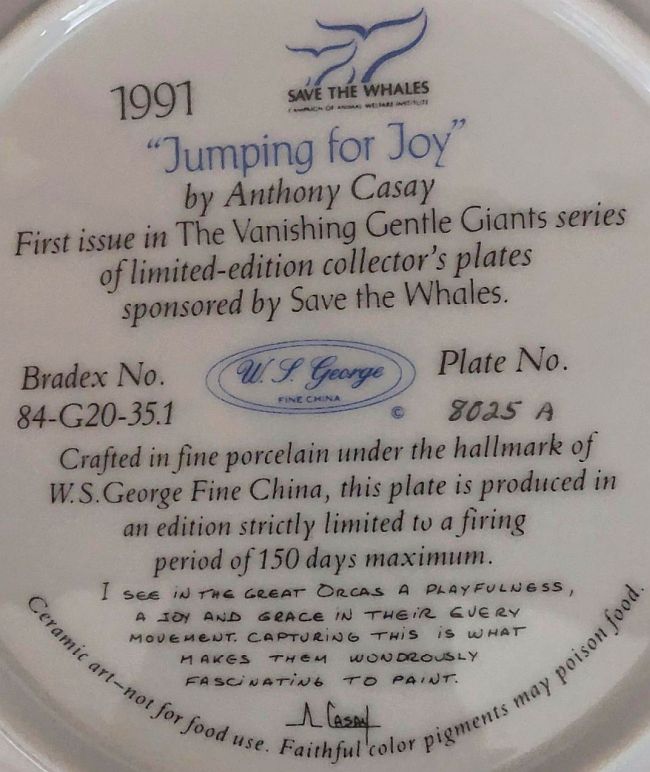 SAVE THE WHALES
CAMPAIGN OF ANIMAL WELFARE INSTITUTE
1991
"Jumping for Joy"
by Anthony Casay
First issue in The Vanishing Gentle Giants series
of limited-edition collector's plates
sponsored by Save the Whales.
Bradex No.
84-G20-35.1
W. S. George
FINE CHINA
©
Plate No.
8025 A
Crafted in fine porcelain under the hallmark of
W.S.George Fine China, this plate is produced in
an edition strictly limited to a firing
period of 150 days maximum.
I SEE IN THE GREAT ORCAS A PLAYFULNESS,
A JOY AND GRACE IN THEIR EVERY
MOVEMENT. CAPTURING THIS IS WHAT
MAKES THEM WONDROUSLY
FASCINATING TO PAINT.
A Casay
Ceramic art—not for food use. Faithful color pigments may poison food.